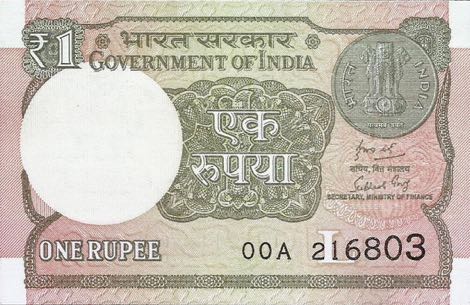 ₹1
भारत सरकार
GOVERNMENT OF INDIA
भारत
INDIA
सत्यमेव जयते
एक
रुपया
सचिव, वित्त मंत्रालय
SECRETARY, MINISTRY OF FINANCE
L
ONE RUPEE
00A 216803